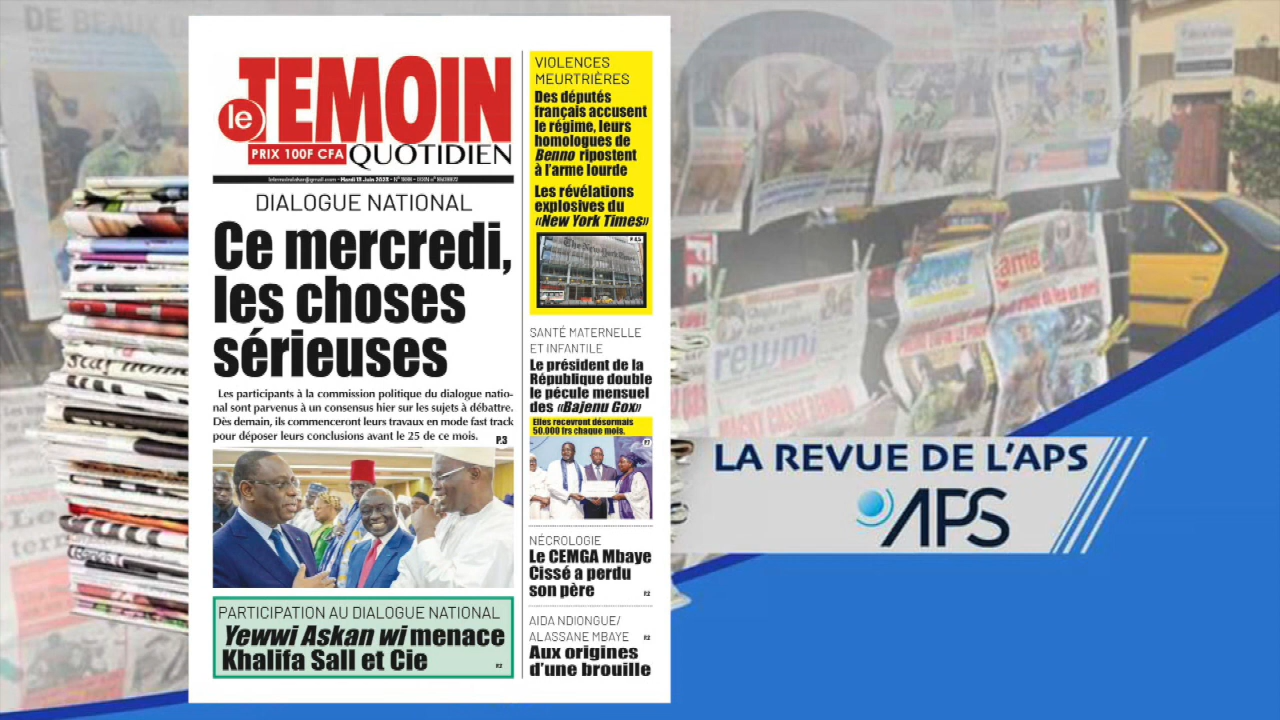 le
TEMOIN
PRIX 100F CFA
QUOTIDIEN
DIALOGUE NATIONAL
Ce mercredi,
les choses
sérieuses
Les participants à la commission politique du dialogue natio-
nal sont parvenus à un consensus hier sur les sujets à débattre.
Dès demain, ils commenceront leurs travaux en mode fast track
pour déposer leurs conclusions avant le 25 de ce mois.
P.3
PARTICIPATION AU DIALOGUE NATIONAL
Yewwi Askan wi menace
Khalifa Sall et Cie
P.2
VIOLENCES
MEURTRIÈRES
Des députés
français accusent
le régime, leurs
homologues de
Benno ripostent
à l'arme lourde
Les révélations
explosives du
«New York Times»
SANTÉ MATERNELLE
ET INFANTILE
Le président de la
République double
le pécule mensuel
des «Bajenu Gox»
Elles recevront désormais
50.000 frs chaque mois.
NÉCROLOGIE
Le CEMGA Mbaye
Cissé a perdu
son père
P.2
AIDA NDIONGUE/
ALASSANE MBAYE
P.2
Aux origines
d'une brouille
LA REVUE DE L'APS
APS
rewmi